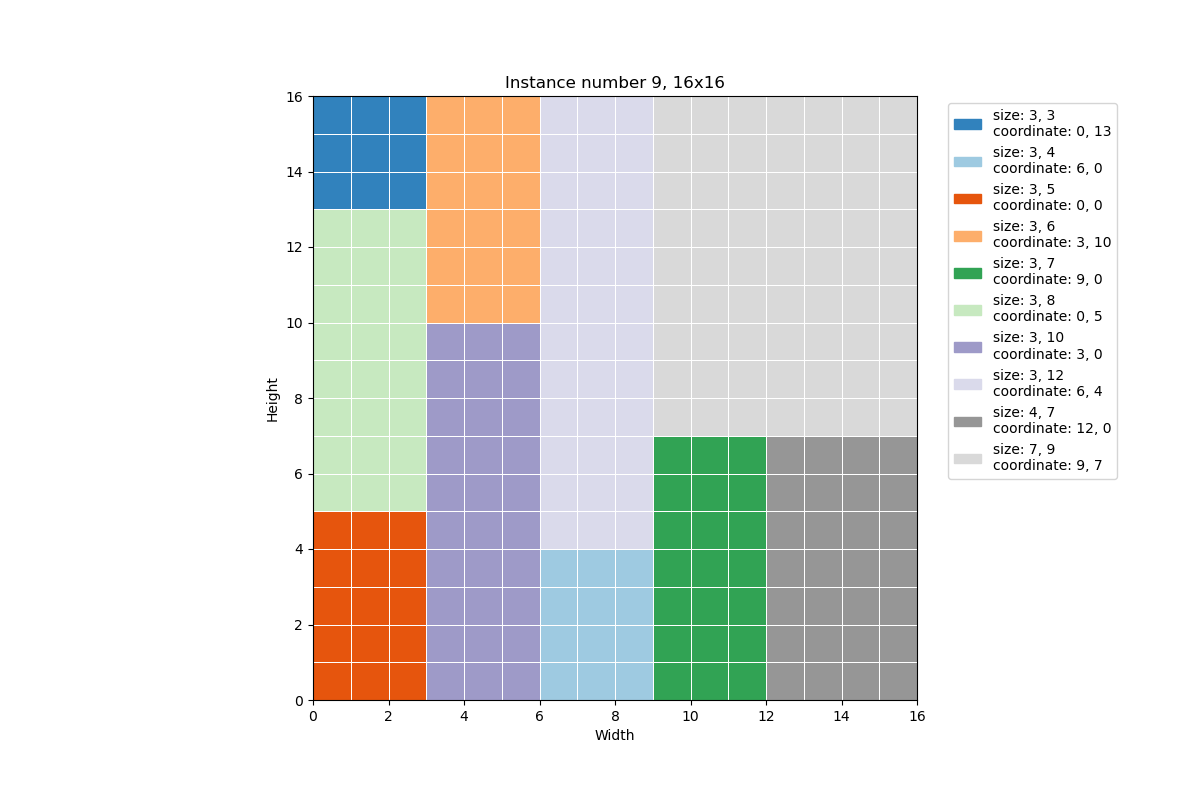 Instance number 9, 16x16
16
14
12
10
8
6
4
2
0
Height
0 2 4 6 8 10 12 14 16
Width
size: 3, 3
coordinate: 0, 13
size: 3, 4
coordinate: 6, 0
size: 3, 5
coordinate: 0, 0
size: 3, 6
coordinate: 3, 10
size: 3, 7
coordinate: 9, 0
size: 3, 8
coordinate: 0, 5
size: 3, 10
coordinate: 3, 0
size: 3, 12
coordinate: 6, 4
size: 4, 7
coordinate: 12, 0
size: 7, 9
coordinate: 9, 7